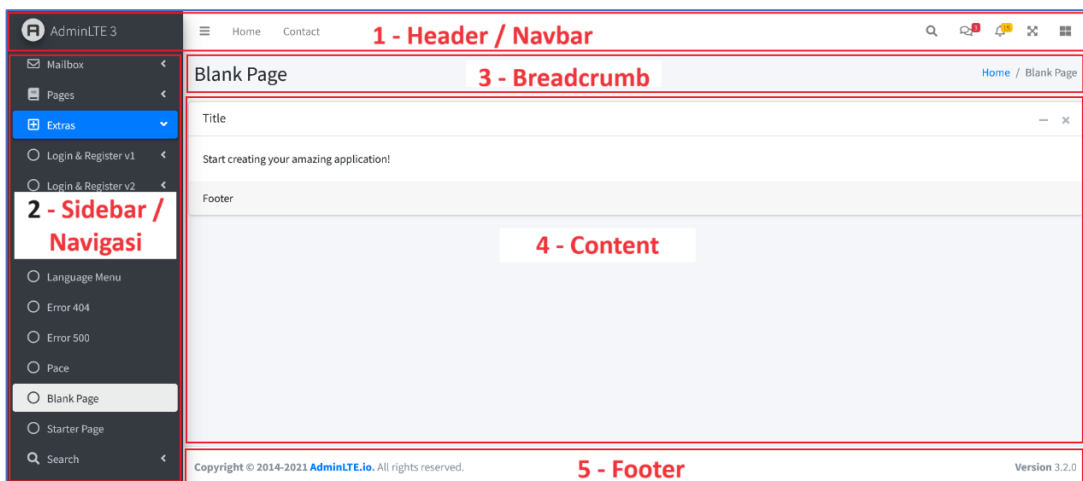 AdminLTE 3
Home Contact
1 - Header / Navbar
3
15
Mailbox
Pages
Extras
Login & Register v1
Login & Register v2
2 - Sidebar /
Navigasi
Language Menu
Error 404
Error 500
Pace
Blank Page
Starter Page
Search
Blank Page
3 - Breadcrumb
Home / Blank Page
Title
Start creating your amazing application!
Footer
4 - Content
Copyright © 2014-2021 AdminLTE.io. All rights reserved.
5 - Footer
Version 3.2.0